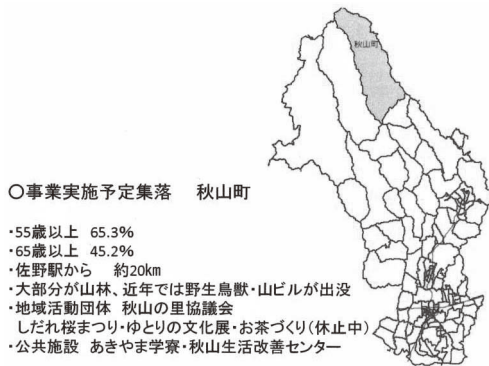 秋山町
〇事業実施予定集落　秋山町
・55歳以上　65.3%
・65歳以上　45.2%
・佐野駅から　約20㎞
・大部分が山林、近年では野生鳥獣・山ビルが出没
・地域活動団体　秋山の里協議会
しだれ桜まつり・ゆとりの文化展・お茶づくり（休止中）
・公共施設　あきやま学寮・秋山生活改善センター